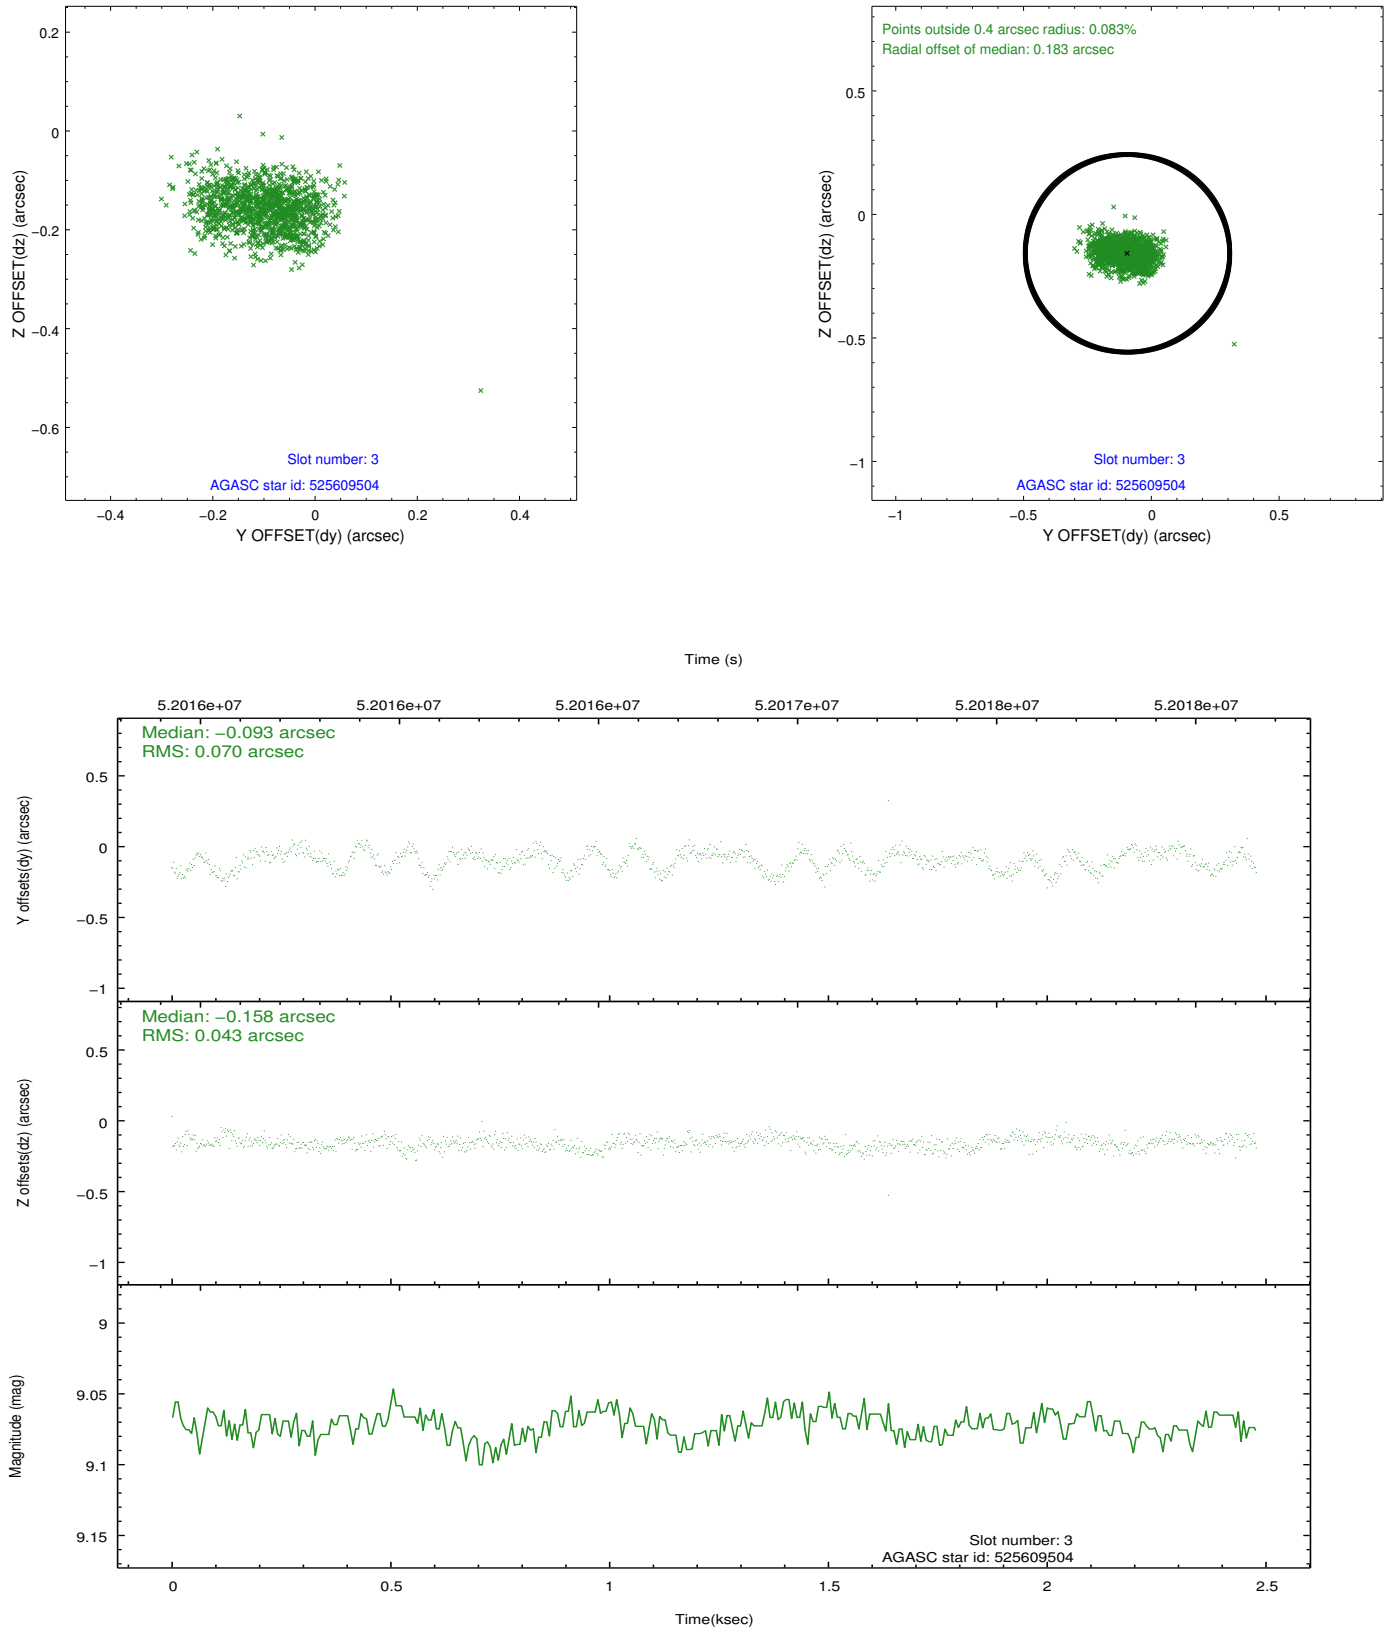 0.2
0
−0.2
−0.4
−0.6
Z OFFSET(dz) (arcsec)
Slot number: 3
AGASC star id: 525609504
−0.4
−0.2
0
0.2
0.4
Y OFFSET(dy) (arcsec)
Points outside 0.4 arcsec radius: 0.083%
Radial offset of median: 0.183 arcsec
0.5
0
−0.5
−1
Z OFFSET(dz) (arcsec)
Slot number: 3
AGASC star id: 525609504
−1
−0.5
0
0.5
Y OFFSET(dy) (arcsec)
Time (s)
5.2016e+07
5.2016e+07
5.2016e+07
5.2017e+07
5.2018e+07
5.2018e+07
Median: −0.093 arcsec
RMS: 0.070 arcsec
0.5
0
−0.5
−1
Y offsets(dy) (arcsec)
Median: −0.158 arcsec
RMS: 0.043 arcsec
0.5
0
−0.5
−1
Z offsets(dz) (arcsec)
9
9.05
9.1
9.15
Magnitude (mag)
Slot number: 3
AGASC star id: 525609504
0
0.5
1
1.5
2
2.5
Time(ksec)